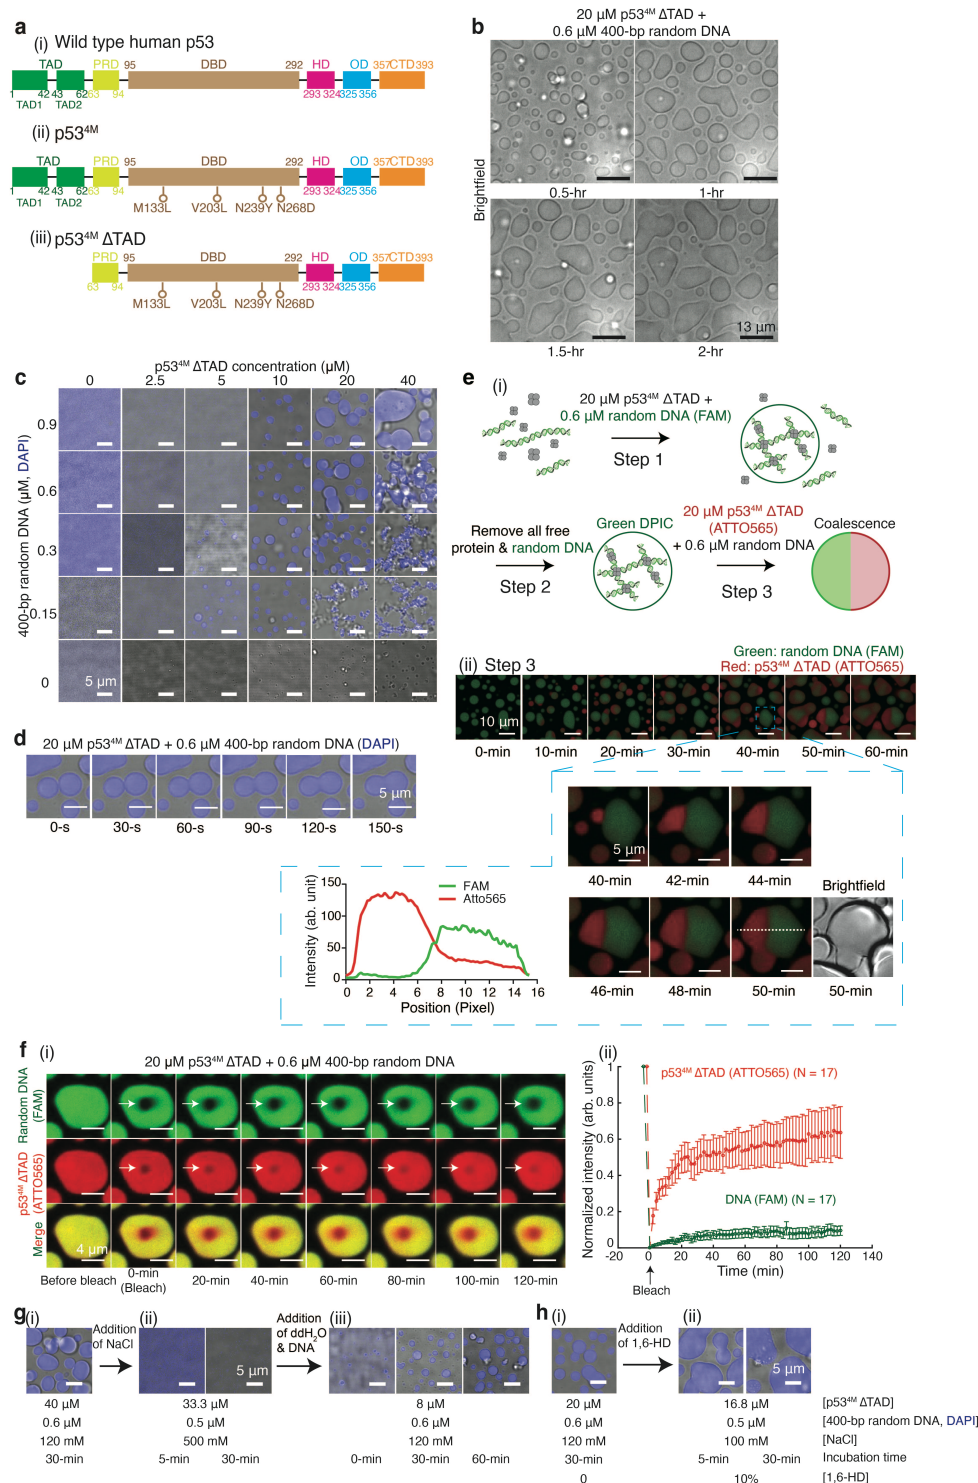 a
(i) Wild type human p53
TAD PRD 95 DBD 292 HD OD 357CTD393
1 42 43 62 63 94 293 324 325 356
TAD1 TAD2
(ii) p53⁴ᴹ
TAD PRD 95 DBD 292 HD OD 357CTD393
1 42 43 62 63 94 293 324 325 356
TAD1 TAD2
M133L V203L N239Y N268D
(iii) p53⁴ᴹ ΔTAD
PRD 95 DBD 292 HD OD 357CTD393
63 94 293 324 325 356
M133L V203L N239Y N268D
b
20 µM p53⁴ᴹ ΔTAD +
0.6 µM 400-bp random DNA
Brightfield
0.5-hr 1-hr
13 µm
1.5-hr 2-hr
c
p53⁴ᴹ ΔTAD concentration (µM)
0 2.5 5 10 20 40
400-bp random DNA (µM, DAPI)
0.9
0.6
0.3
0.15
0
5 µm
d
20 µM p53⁴ᴹ ΔTAD + 0.6 µM 400-bp random DNA (DAPI)
5 µm
0-s 30-s 60-s 90-s 120-s 150-s
e
(i)
20 µM p53⁴ᴹ ΔTAD +
0.6 µM random DNA (FAM)
Step 1
Remove all free
protein & random DNA
Step 2
Green DPIC
20 µM p53⁴ᴹ ΔTAD
(ATTO565)
+ 0.6 µM random DNA
Step 3
Coalescence
(ii) Step 3
Green: random DNA (FAM)
Red: p53⁴ᴹ ΔTAD (ATTO565)
10 µm
0-min 10-min 20-min 30-min 40-min 50-min 60-min
5 µm
40-min 42-min 44-min
Brightfield
46-min 48-min 50-min 50-min
Intensity (ab. unit)
150
100
50
0
FAM
Atto565
0 2 4 6 8 10 12 14 16
Position (Pixel)
f
(i)
20 µM p53⁴ᴹ ΔTAD + 0.6 µM 400-bp random DNA
Random DNA
(FAM)
p53⁴ᴹ ΔTAD
(ATTO565)
Merge
4 µm
Before bleach 0-min (Bleach) 20-min 40-min 60-min 80-min 100-min 120-min
(ii)
Normalized intensity (arb. units)
1
0.8
0.6
0.4
0.2
0
p53⁴ᴹ ΔTAD (ATTO565) (N = 17)
DNA (FAM) (N = 17)
-20 0 20 40 60 80 100 120 140
Time (min)
Bleach
g
(i)
Addition
of NaCl
(ii)
5 µm
Addition
of ddH₂O
& DNA
(iii)
40 µM 33.3 µM 8 µM
0.6 µM 0.5 µM 0.6 µM
120 mM 500 mM 120 mM
30-min 5-min 30-min 0-min 30-min 60-min
h
(i)
Addition
of 1,6-HD
(ii)
5 µm
20 µM 16.8 µM [p53⁴ᴹ ΔTAD]
0.6 µM 0.5 µM [400-bp random DNA, DAPI]
120 mM 100 mM [NaCl]
30-min 5-min 30-min Incubation time
0 10% [1,6-HD]